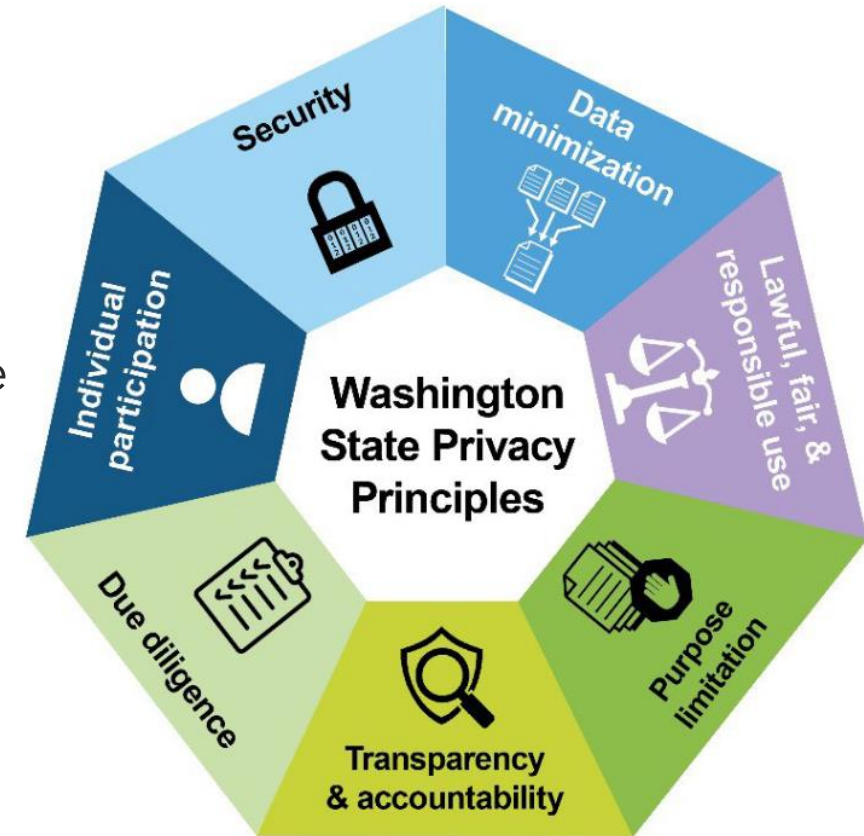 Security
Data
minimization
Lawful, fair, &
responsible use
Purpose
limitation
Transparency
& accountability
Due diligence
Individual
participation
Washington
State Privacy
Principles
e